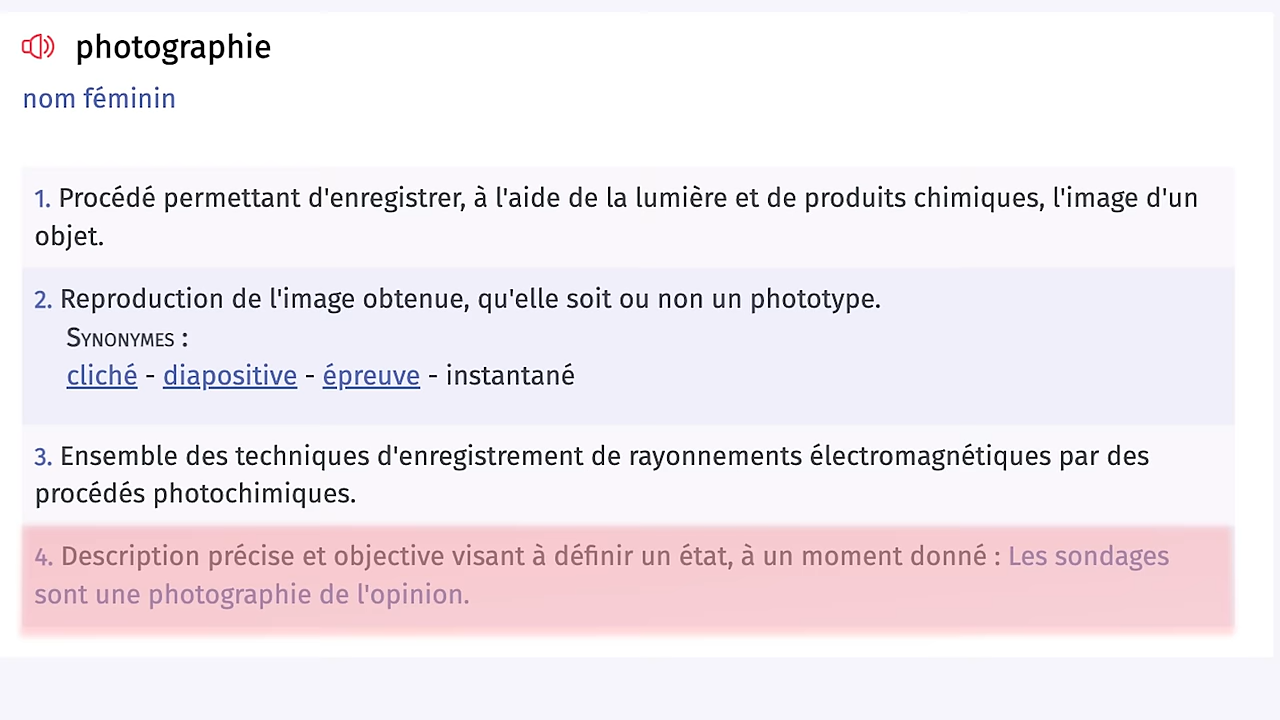 photographie
nom féminin
1. Procédé permettant d'enregistrer, à l'aide de la lumière et de produits chimiques, l'image d'un
objet.
2. Reproduction de l'image obtenue, qu'elle soit ou non un phototype.
Synonymes :
cliché - diapositive - épreuve - instantané
3. Ensemble des techniques d'enregistrement de rayonnements électromagnétiques par des
procédés photochimiques.
4. Description précise et objective visant à définir un état, à un moment donné : Les sondages
sont une photographie de l'opinion.